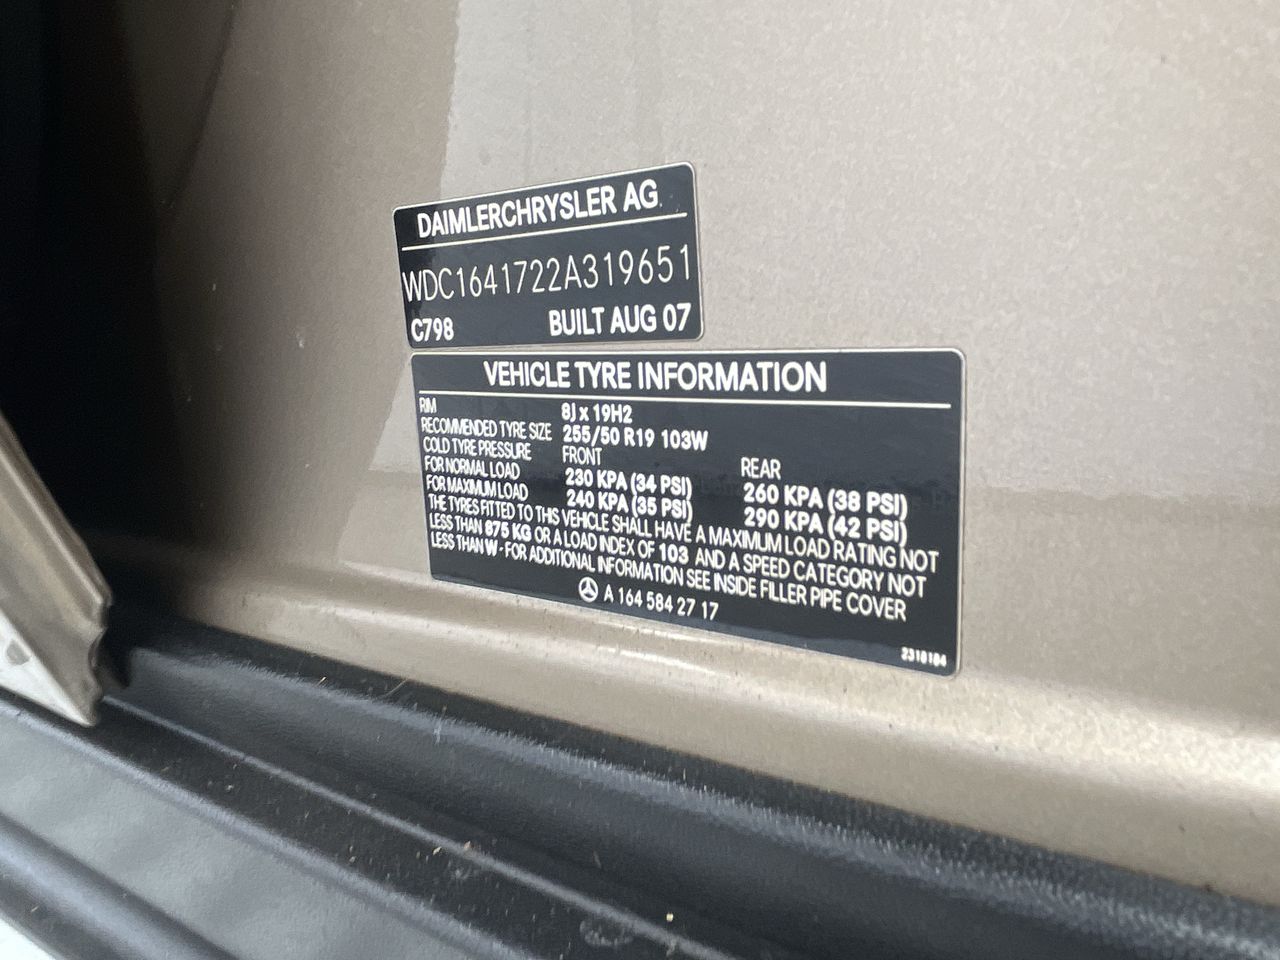 DAIMLERCHRYSLER AG
WDC1641722A319651
C798 BUILT AUG 07
VEHICLE TYRE INFORMATION
RIM 8J x 19H2
RECOMMENDED TYRE SIZE 255/50 R19 103W
COLD TYRE PRESSURE FRONT REAR
FOR NORMAL LOAD 230 KPA (34 PSI) 260 KPA (38 PSI)
FOR MAXIMUM LOAD 240 KPA (35 PSI) 290 KPA (42 PSI)
THE TYRES FITTED TO THIS VEHICLE SHALL HAVE A MAXIMUM LOAD RATING NOT
LESS THAN 875 KG OR A LOAD INDEX OF 103 AND A SPEED CATEGORY NOT
LESS THAN W - FOR ADDITIONAL INFORMATION SEE INSIDE FILLER PIPE COVER
A 164 584 27 17
2318184